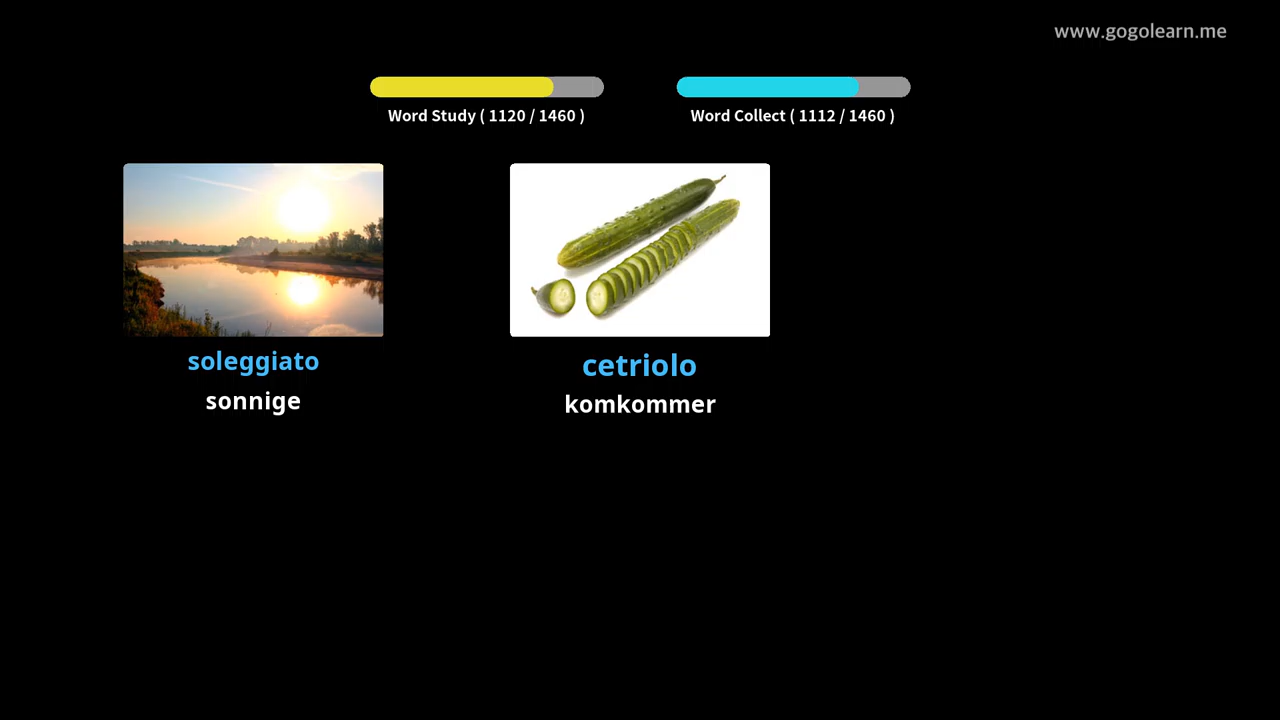 www.gogolearn.me
Word Study ( 1120 / 1460 )
Word Collect ( 1112 / 1460 )
soleggiato
sonnige
cetriolo
komkommer